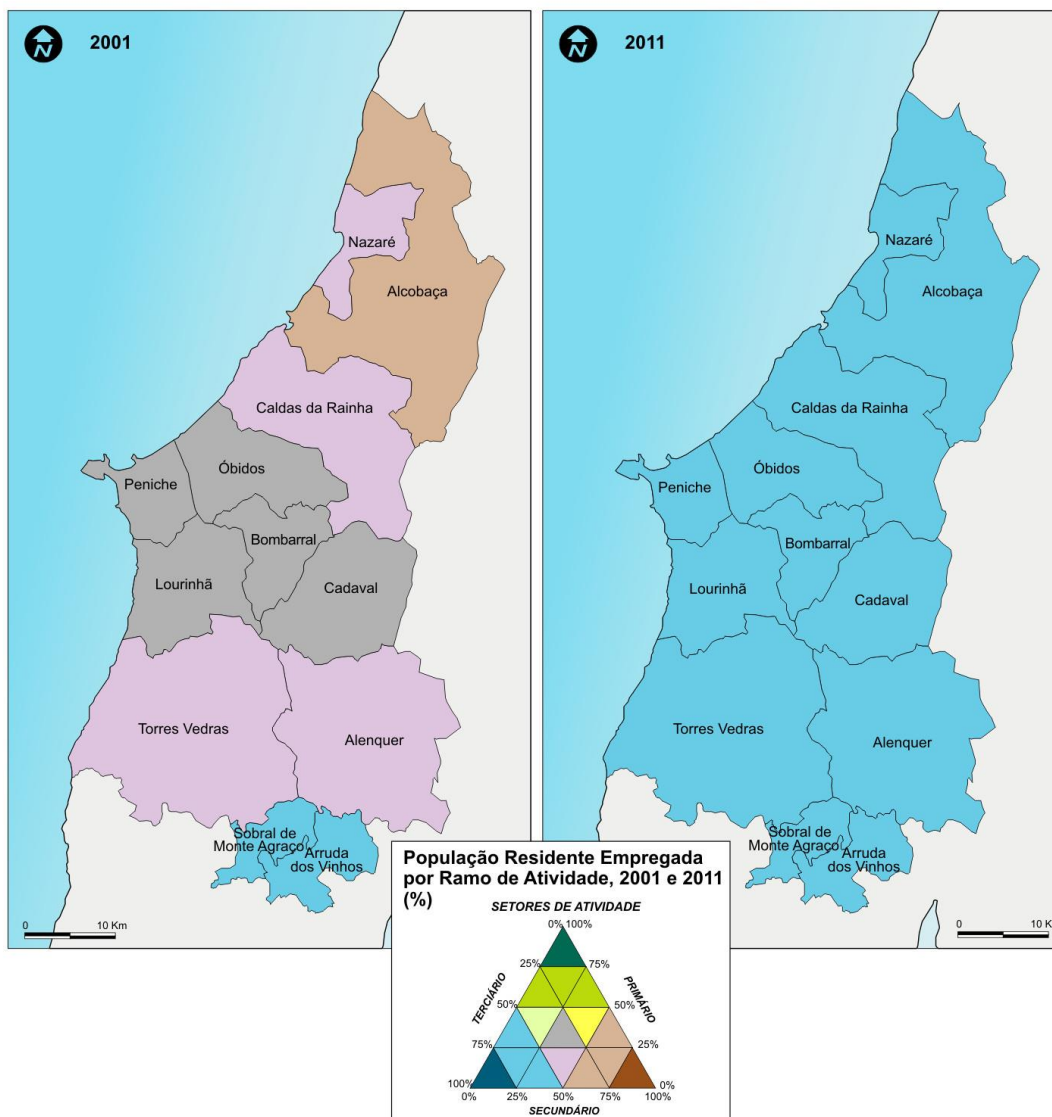 N
2001
Nazaré
Alcobaça
Caldas da Rainha
Óbidos
Peniche
Bombarral
Lourinhã
Cadaval
Torres Vedras
Alenquer
Sobral de
Monte Agraço
Arruda
dos Vinhos
0 10 Km
N
2011
Nazaré
Alcobaça
Caldas da Rainha
Óbidos
Peniche
Bombarral
Lourinhã
Cadaval
Torres Vedras
Alenquer
Sobral de
Monte Agraço
Arruda
dos Vinhos
0 10 K
População Residente Empregada
por Ramo de Atividade, 2001 e 2011
(%)
SETORES DE ATIVIDADE
0% 100%
25% 75%
TERCIÁRIO
PRIMÁRIO
50% 50%
75% 25%
100% 0%
0% 25% 50% 75% 100%
SECUNDÁRIO